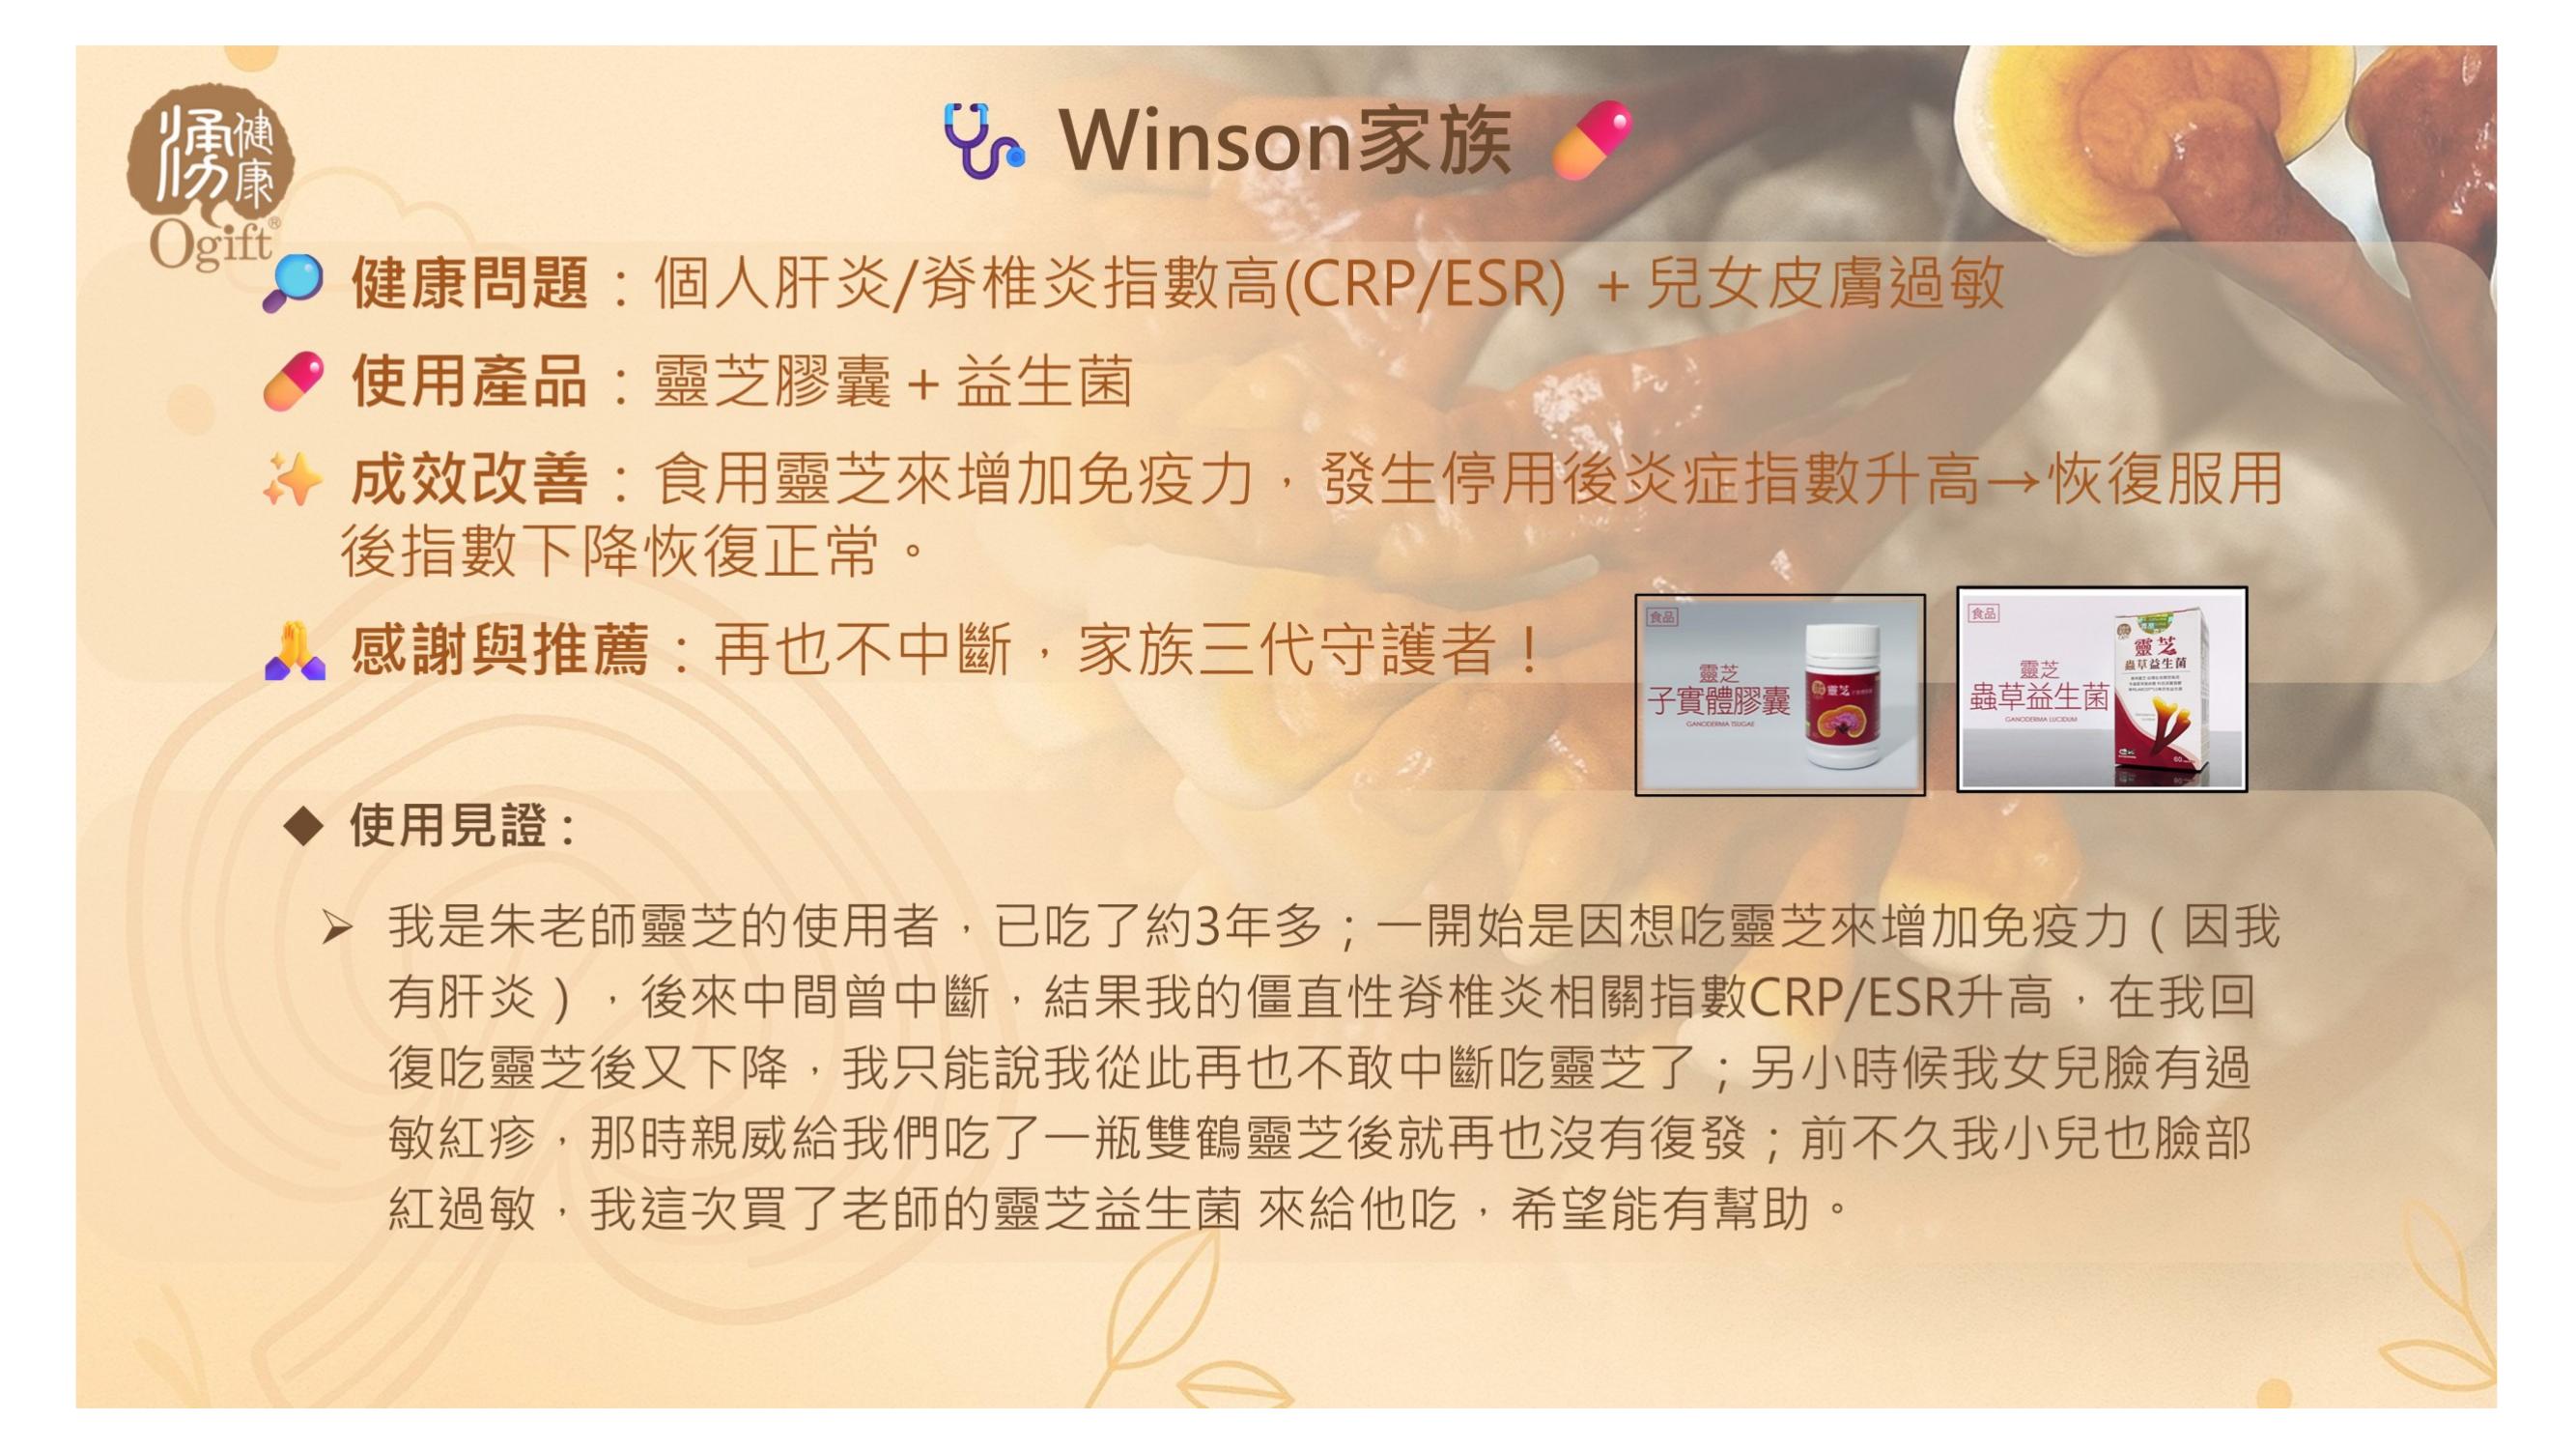 湧健康
Ogift®
Winson家族
健康問題：個人肝炎/脊椎炎指數高(CRP/ESR) ＋兒女皮膚過敏
使用產品：靈芝膠囊＋益生菌
成效改善：食用靈芝來增加免疫力，發生停用後炎症指數升高→恢復服用
後指數下降恢復正常。
感謝與推薦：再也不中斷，家族三代守護者！
食品
靈芝
子實體膠囊
GANODERMA TSUGAE
靈芝
食品
靈芝
蟲草益生菌
GANODERMA LUCIDUM
靈芝
蟲草益生菌
60
◆ 使用見證：
➢ 我是朱老師靈芝的使用者，已吃了約3年多；一開始是因想吃靈芝來增加免疫力（因我
有肝炎），後來中間曾中斷，結果我的僵直性脊椎炎相關指數CRP/ESR升高，在我回
復吃靈芝後又下降，我只能說我從此再也不敢中斷吃靈芝了；另小時候我女兒臉有過
敏紅疹，那時親威給我們吃了一瓶雙鶴靈芝後就再也沒有復發；前不久我小兒也臉部
紅過敏，我這次買了老師的靈芝益生菌 來給他吃，希望能有幫助。